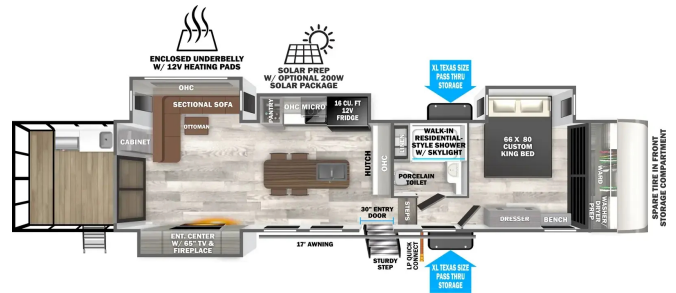 ENCLOSED UNDERBELLY
W/ 12V HEATING PADS
SOLAR PREP
W/ OPTIONAL 200W
SOLAR PACKAGE
XL TEXAS SIZE
PASS THRU
STORAGE
OHC
SECTIONAL SOFA
OTTOMAN
CABINET
PANTRY
OHC
MICRO
16 CU. FT
12V
FRIDGE
HUTCH
OHC
LINEN
WALK-IN
RESIDENTIAL-
STYLE SHOWER
W/ SKYLIGHT
PORCELAIN
TOILET
66 X 80
CUSTOM
KING BED
WARD
WASHER/
DRYER
PREP
SPARE TIRE IN FRONT
STORAGE COMPARTMENT
30" ENTRY
DOOR
STEPS
DRESSER
BENCH
ENT. CENTER
W/ 65" TV &
FIREPLACE
17' AWNING
STURDY
STEP
LP QUICK
CONNECT
XL TEXAS SIZE
PASS THRU
STORAGE